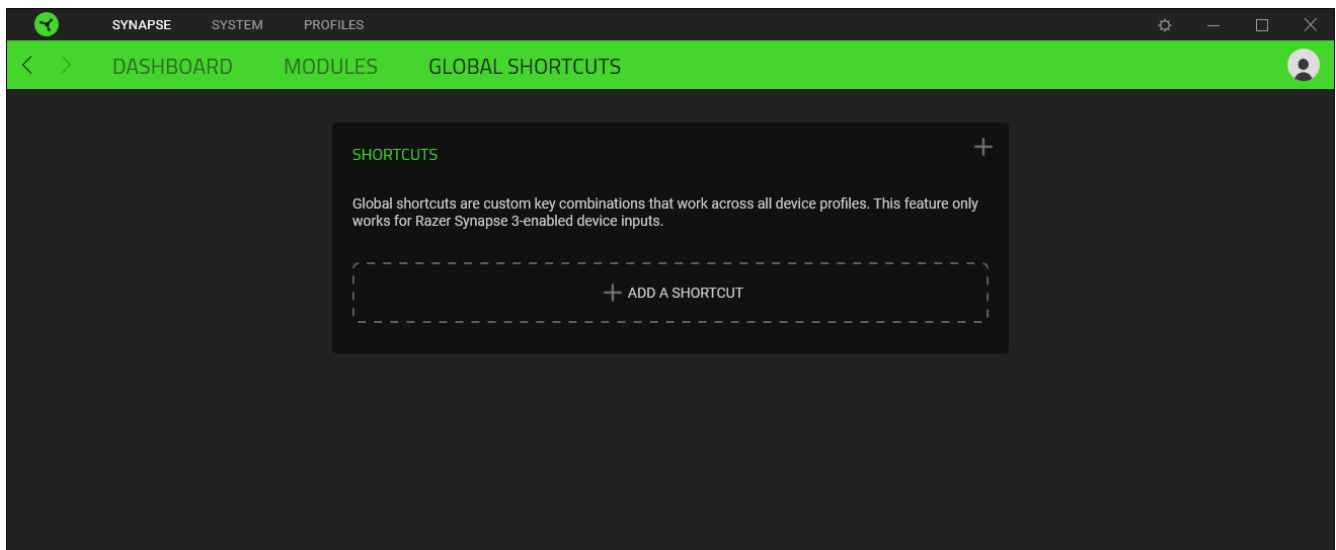 SYNAPSE SYSTEM PROFILES
DASHBOARD MODULES GLOBAL SHORTCUTS
SHORTCUTS
Global shortcuts are custom key combinations that work across all device profiles. This feature only
works for Razer Synapse 3-enabled device inputs.
ADD A SHORTCUT